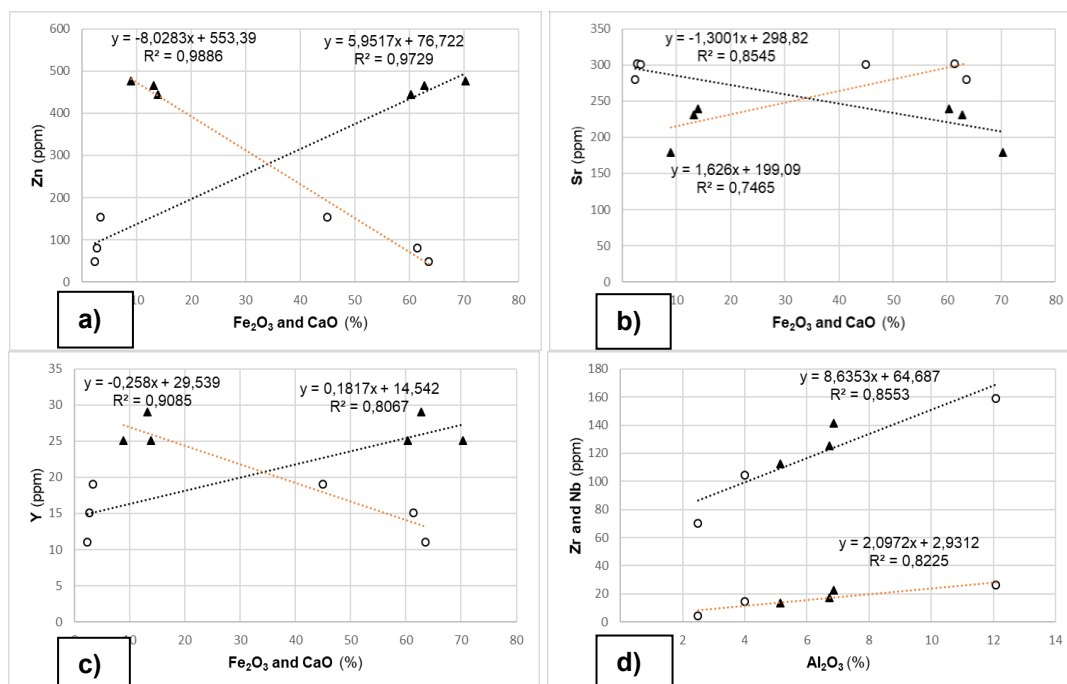 y = -8,0283x + 553,39
R² = 0,9886
5,9517x + 76,722
R² = 0,9729
600
500
400
300
200
100
0
Zn (ppm)
10 20 30 40 50 60 70 80
Fe₂O₃ and CaO (%)
a)
y = -1,3001x + 298,82
R² = 0,8545
y = 1,626x + 199,09
R² = 0,7465
350
300
250
200
150
100
50
0
Sr (ppm)
10 20 30 40 50 60 70 80
Fe₂O₃ and CaO (%)
b)
y = -0,258x + 29,539
R² = 0,9085
y = 0,1817x + 14,542
R² = 0,8067
35
30
25
20
15
10
5
0
Y (ppm)
10 20 30 40 50 60 70 80
Fe₂O₃ and CaO (%)
c)
y = 8,6353x + 64,687
R² = 0,8553
y = 2,0972x + 2,9312
R² = 0,8225
180
160
140
120
100
80
60
40
20
0
Zr and Nb (ppm)
2 4 6 8 10 12 14
Al₂O₃ (%)
d)